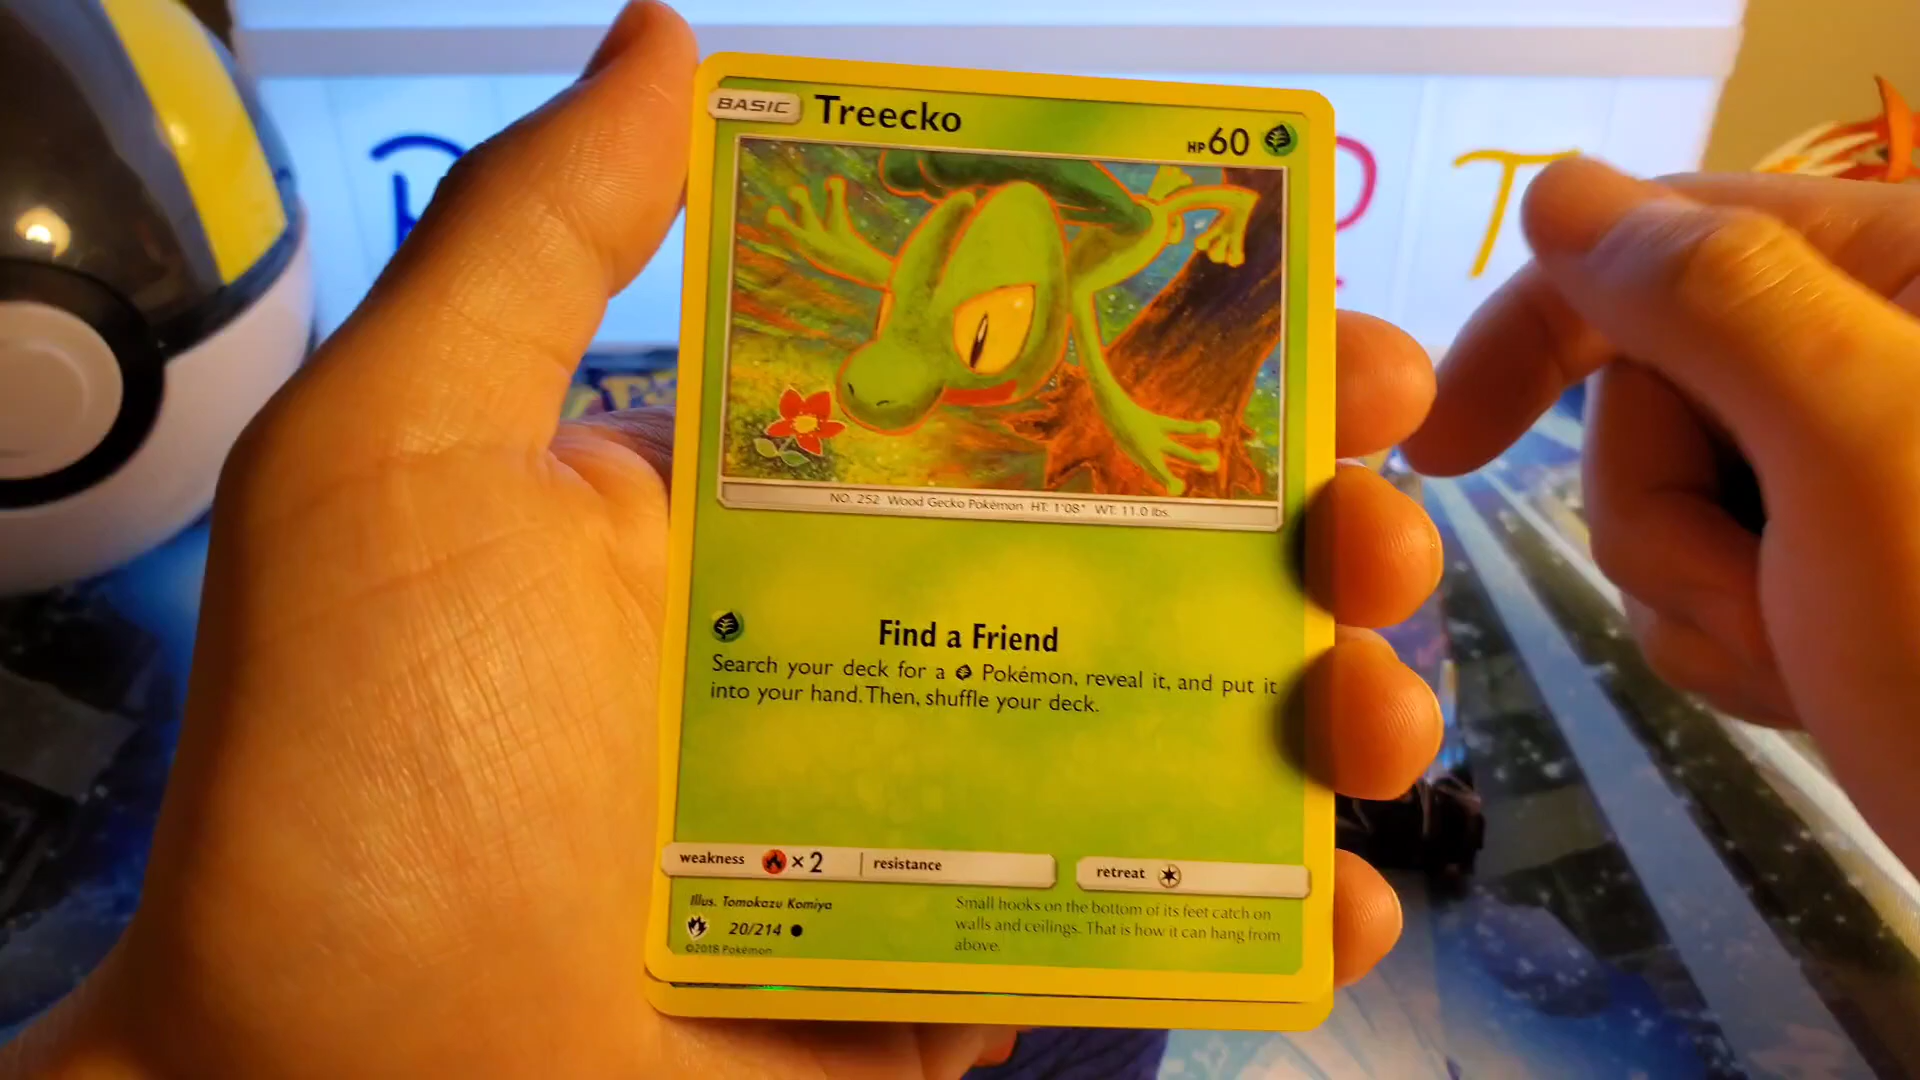 BASIC Treecko HP 60
NO. 252 Wood Gecko Pokémon HT: 1'08" WT: 11.0 lbs.
Find a Friend
Search your deck for a Pokémon, reveal it, and put it
into your hand. Then, shuffle your deck.
weakness ×2 resistance retreat
Illus. Tomokazu Komiya
20/214
©2018 Pokémon
Small hooks on the bottom of its feet catch on
walls and ceilings. That is how it can hang from
above.